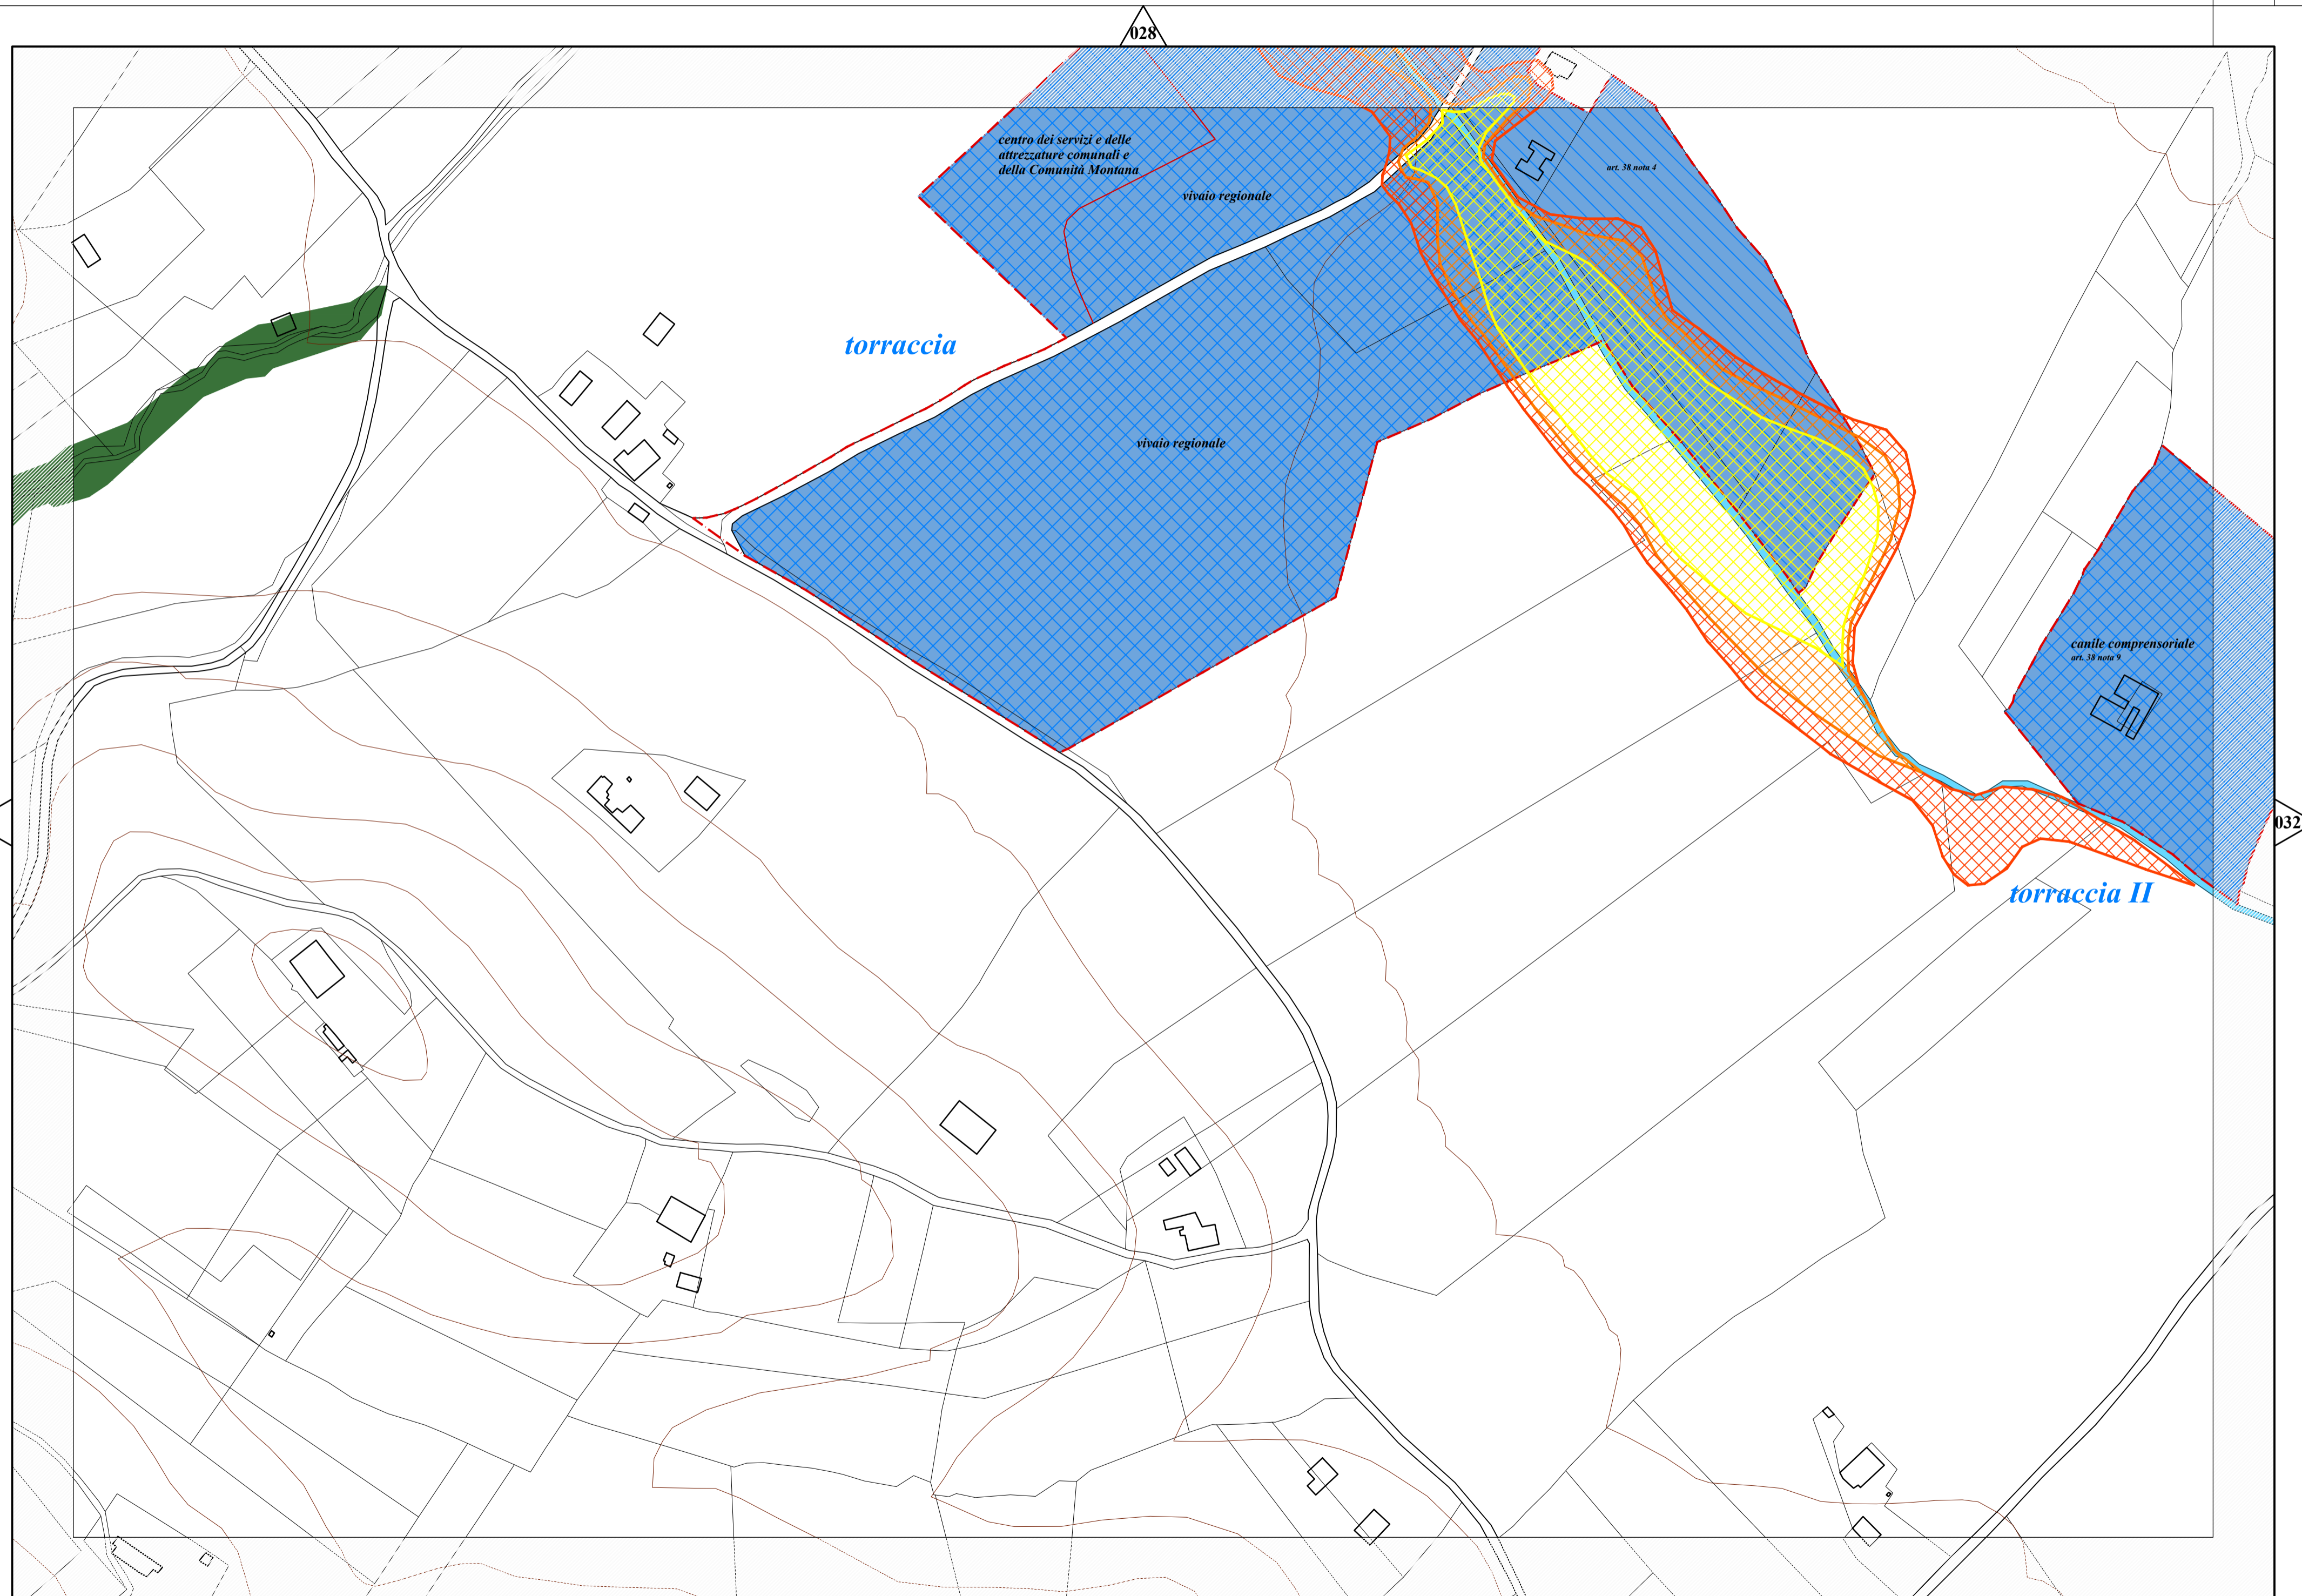 028
centro dei servizi e delle
attrezzature comunali e
della Comunità Montana
vivaio regionale
art. 38 nota 4
torraccia
vivaio regionale
canile comprensoriale
art. 38 nota 9
032
torraccia II